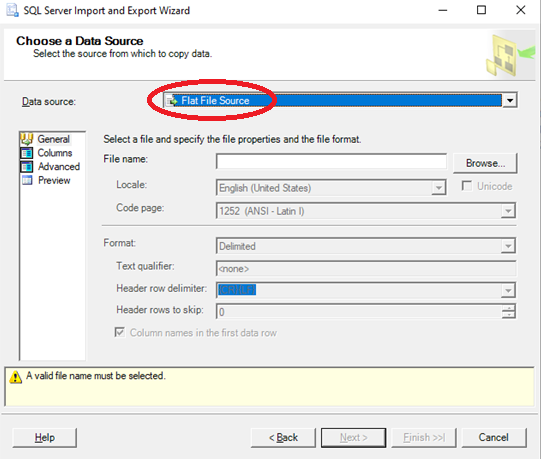 SQL Server Import and Export Wizard
Choose a Data Source
Select the source from which to copy data.
Data source:
Flat File Source
General
Columns
Advanced
Preview
Select a file and specify the file properties and the file format.
File name:
Browse...
Locale:
English (United States)
Unicode
Code page:
1252 (ANSI - Latin I)
Format:
Delimited
Text qualifier:
<none>
Header row delimiter:
Header rows to skip:
0
Column names in the first data row
A valid file name must be selected.
Help
< Back
Next >
Finish >>|
Cancel